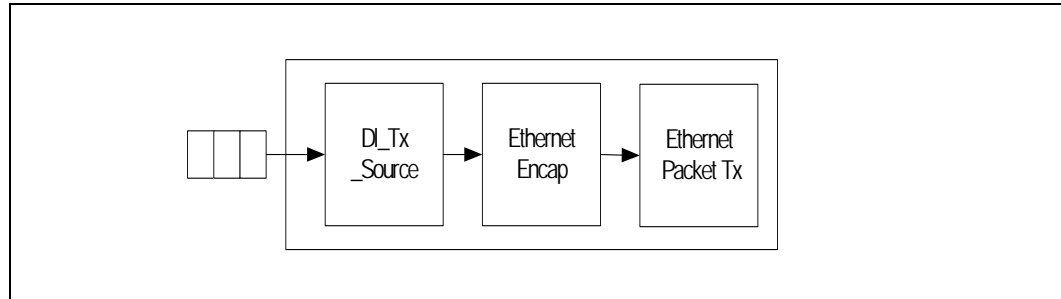 Dl_Tx
_Source
Ethernet
Encap
Ethernet
Packet Tx